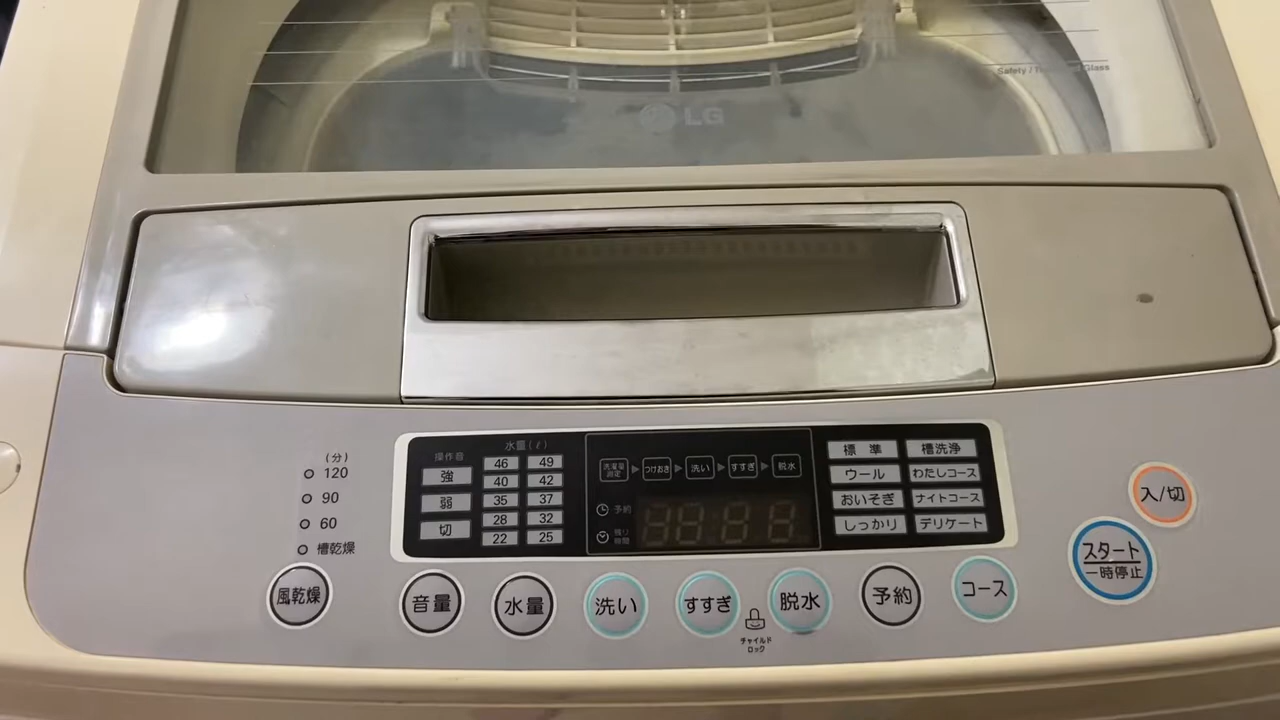 Safety / Tempered Glass
LG
(分)
120
90
60
槽乾燥
風乾燥
操作音
強
弱
切
水量(ℓ)
46 49
40 42
35 37
28 32
22 25
洗濯量
測定
つけおき
洗い
すすぎ
脱水
予約
残り
時間
88:88
標準 槽洗浄
ウール わたしコース
おいそぎ ナイトコース
しっかり デリケート
入/切
スタート
一時停止
音量
水量
洗い
すすぎ
脱水
予約
コース
チャイルド
ロック